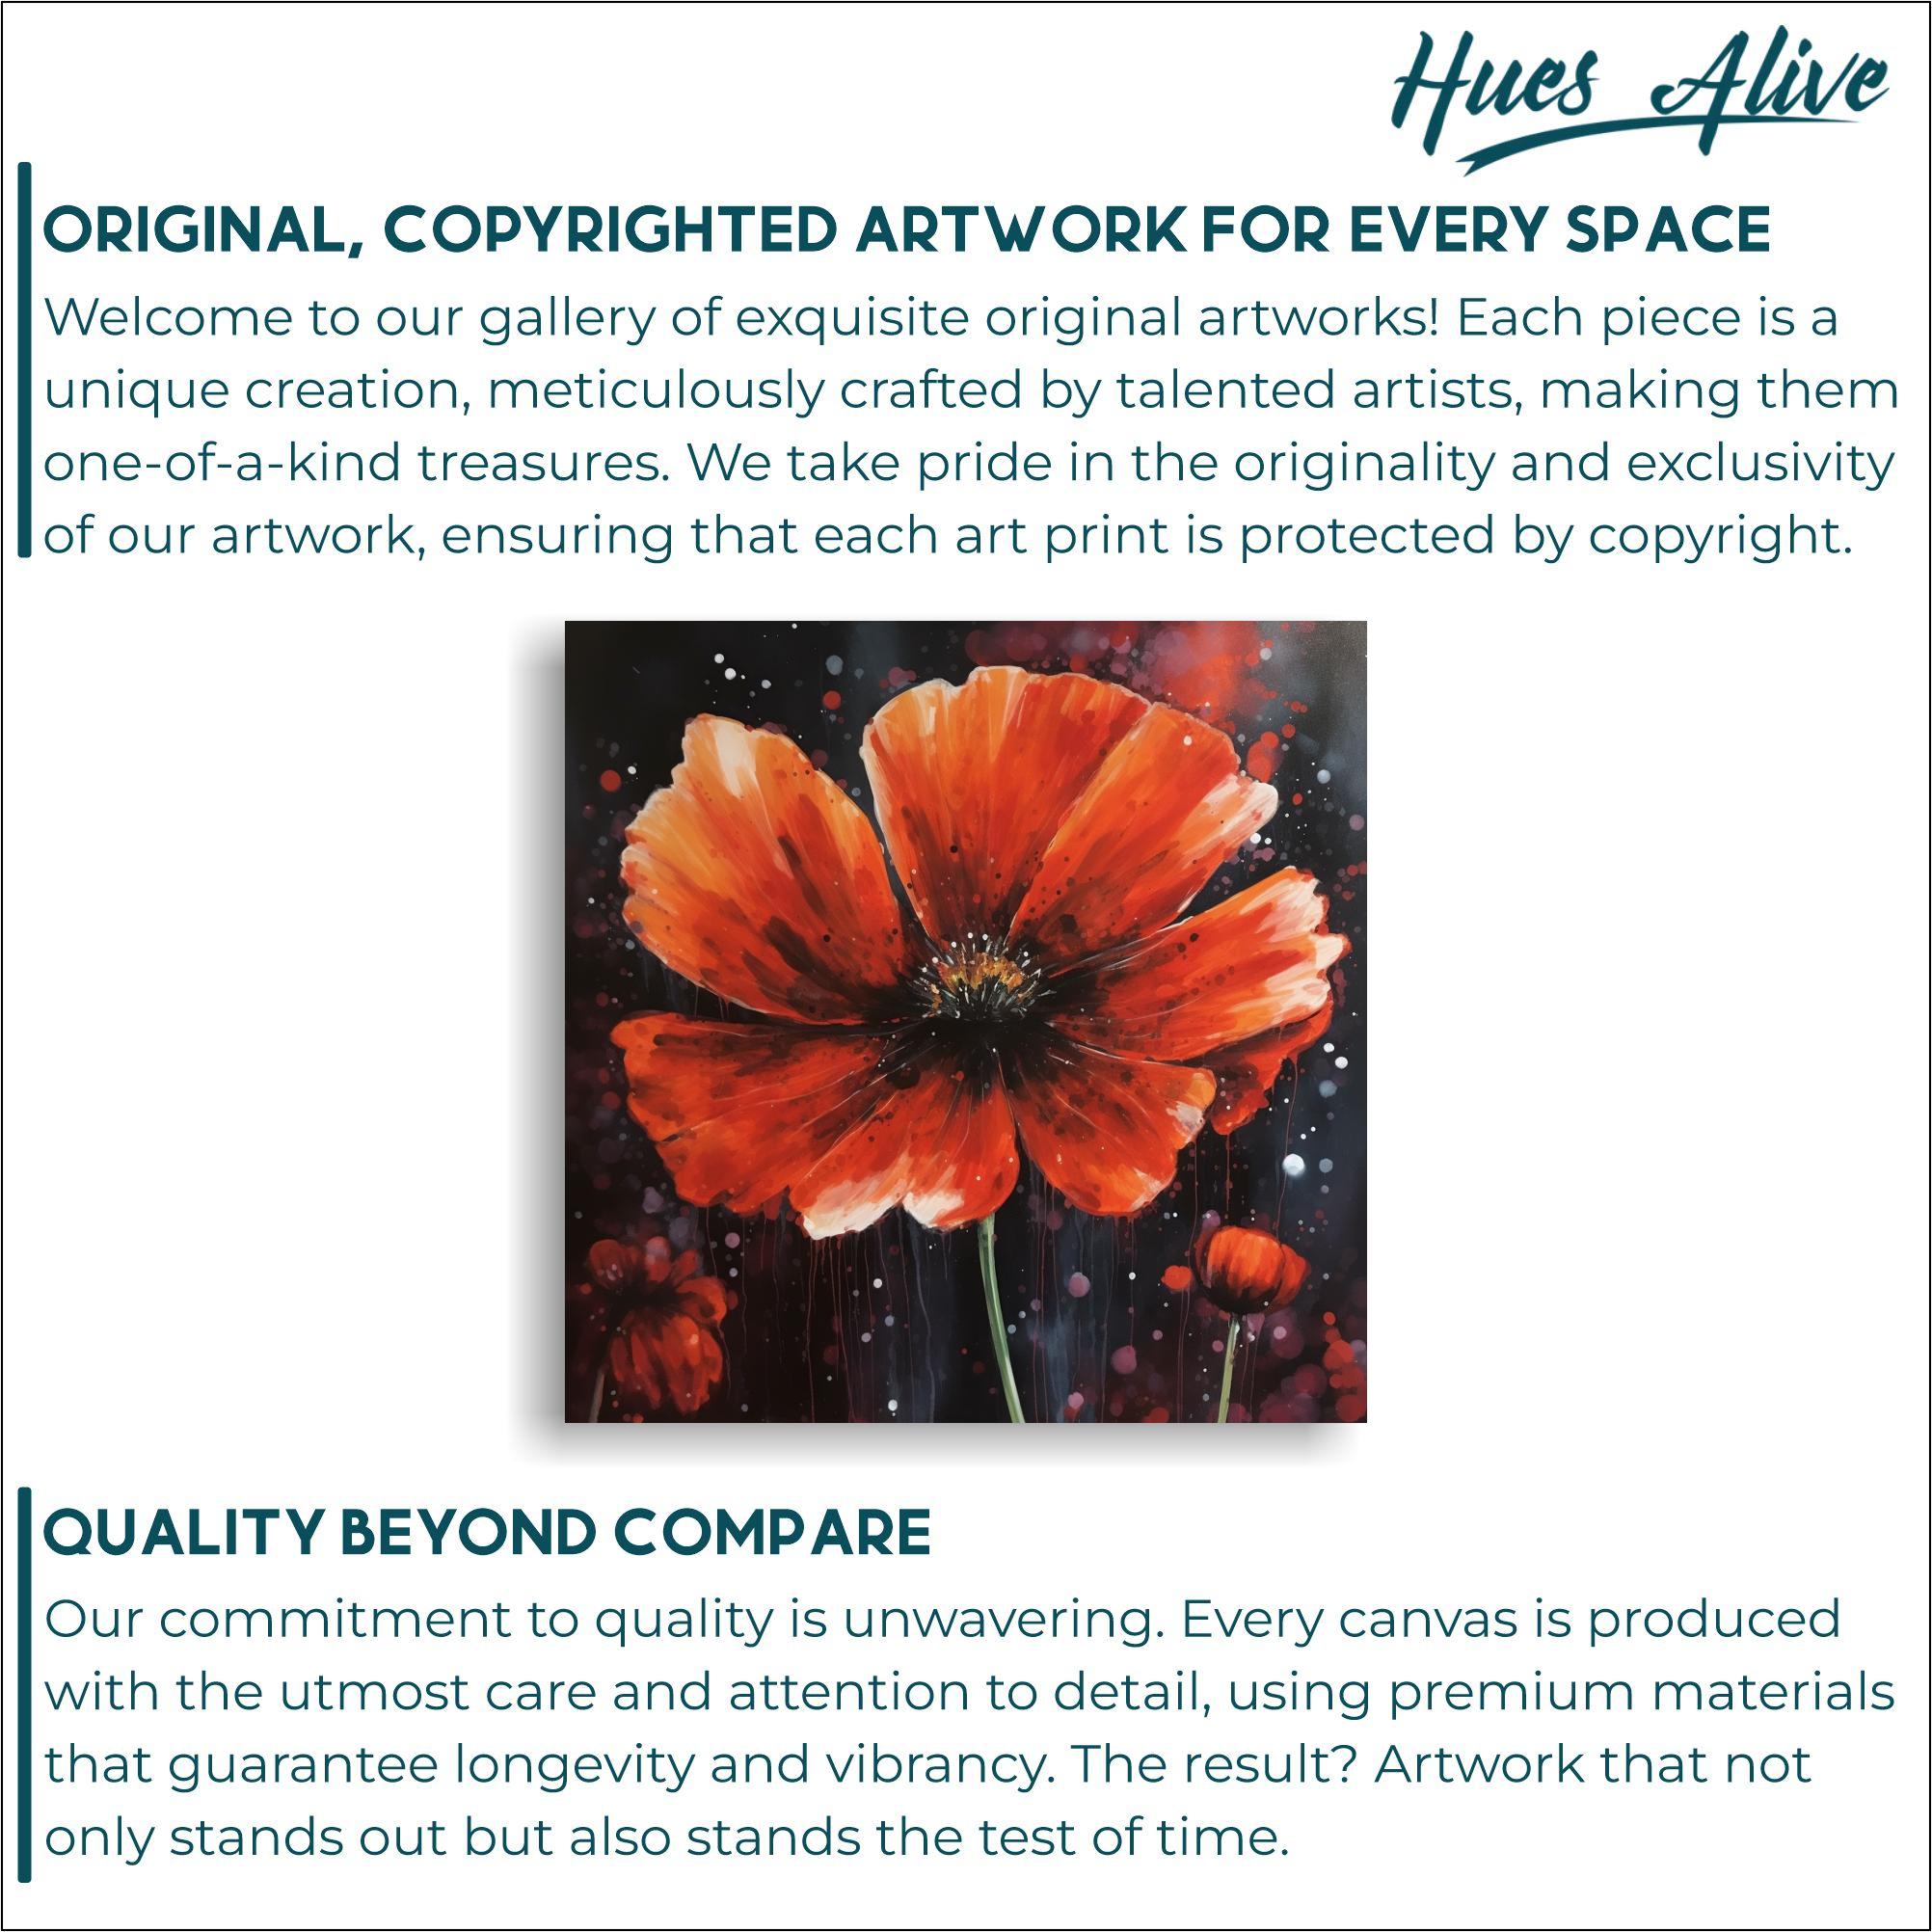 Hues Alive
ORIGINAL, COPYRIGHTED ARTWORK FOR EVERY SPACE
Welcome to our gallery of exquisite original artworks! Each piece is a
unique creation, meticulously crafted by talented artists, making them
one-of-a-kind treasures. We take pride in the originality and exclusivity
of our artwork, ensuring that each art print is protected by copyright.
QUALITY BEYOND COMPARE
Our commitment to quality is unwavering. Every canvas is produced
with the utmost care and attention to detail, using premium materials
that guarantee longevity and vibrancy. The result? Artwork that not
only stands out but also stands the test of time.